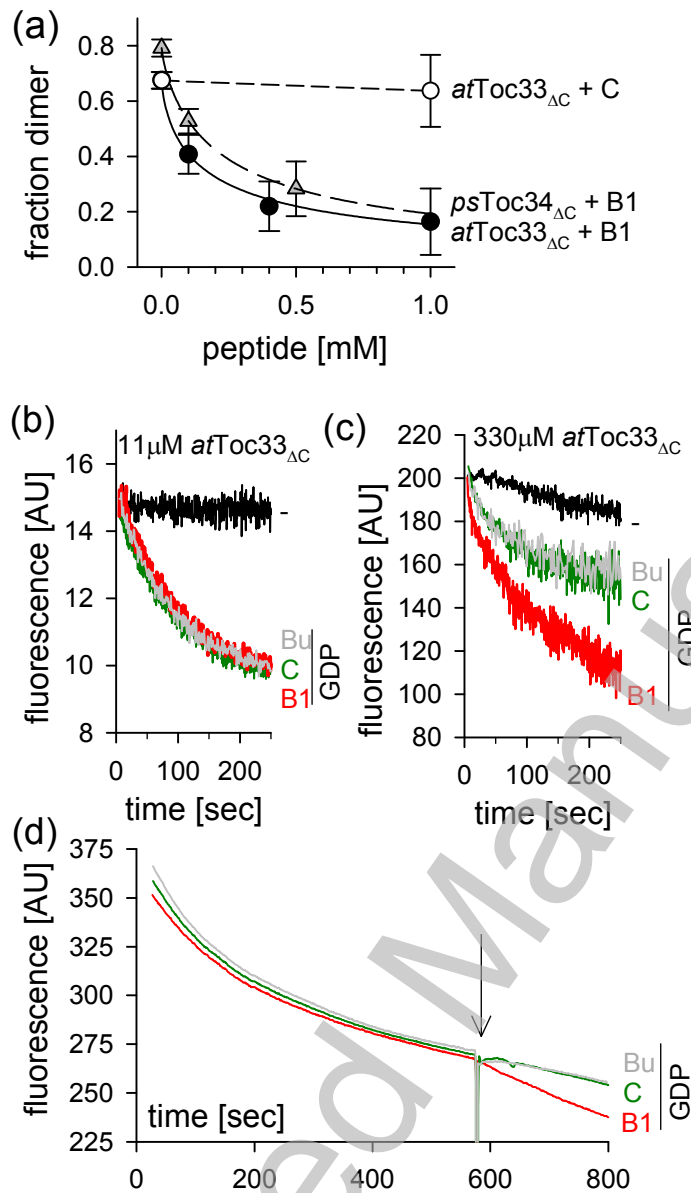 (a)
fraction dimer
0.8
0.6
0.4
0.2
0.0
0.0 0.5 1.0
peptide [mM]
atToc33ΔC + C
psToc34ΔC + B1
atToc33ΔC + B1
(b)
11µM atToc33ΔC
fluorescence [AU]
16
14
12
10
8
0 100 200
time [sec]
-
Bu
C
B1
GDP
(c)
330µM atToc33ΔC
fluorescence [AU]
220
200
180
160
140
120
100
80
0 100 200
time [sec]
-
Bu
C
B1
GDP
(d)
fluorescence [AU]
375
350
325
300
275
250
225
time [sec]
0 200 400 600 800
Bu
C
B1
GDP
ed Manus